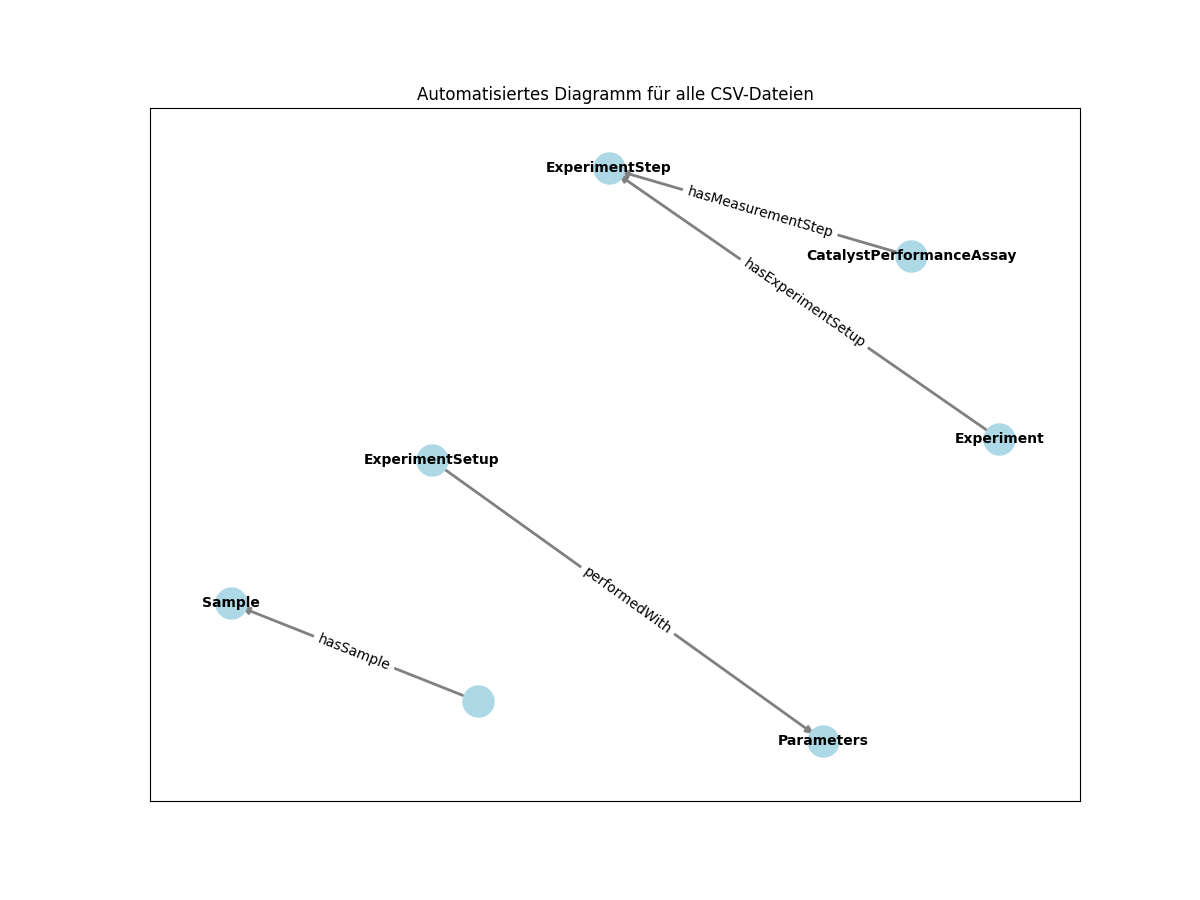 Automatisiertes Diagramm für alle CSV-Dateien
ExperimentStep
hasMeasurementStep
CatalystPerformanceAssay
hasExperimentSetup
Experiment
ExperimentSetup
performedWith
Sample
hasSample
Parameters